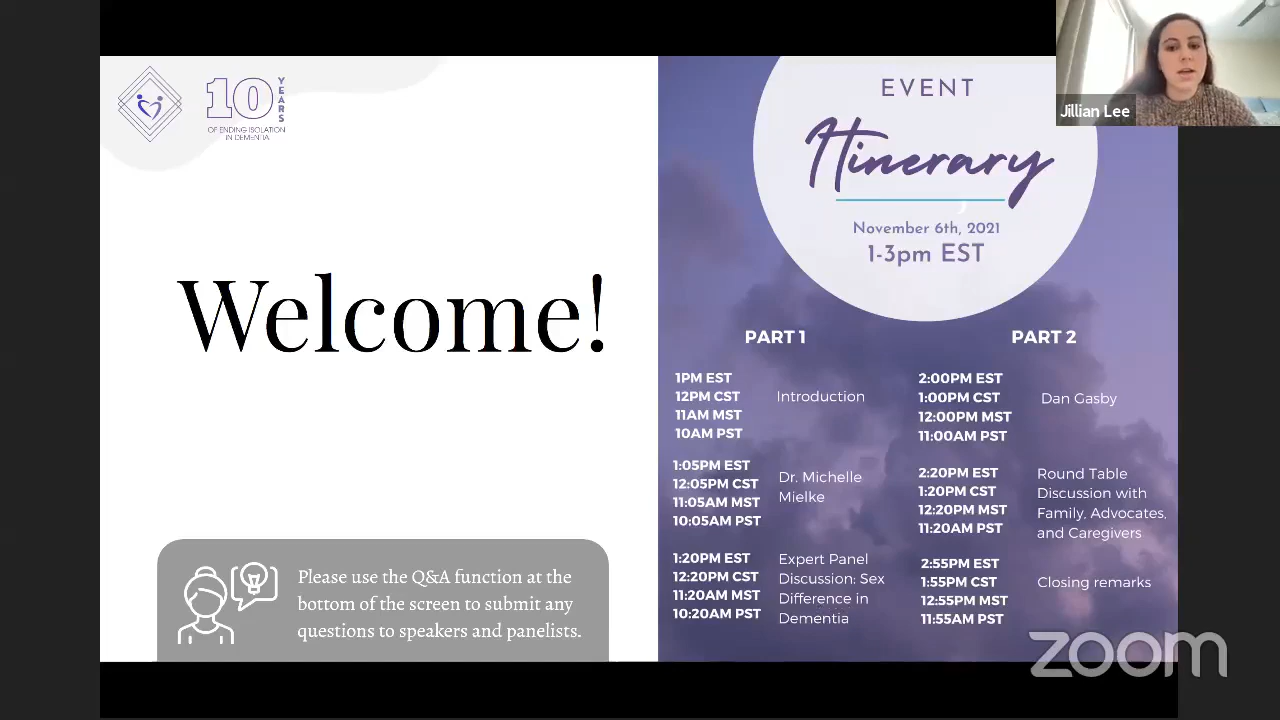 10 YEARS
OF ENDING ISOLATION
IN DEMENTIA
Welcome!
Please use the Q&A function at the
bottom of the screen to submit any
questions to speakers and panelists.
EVENT
Itinerary
November 6th, 2021
1-3pm EST
PART 1
1PM EST
12PM CST
11AM MST
10AM PST
Introduction
1:05PM EST
12:05PM CST
11:05AM MST
10:05AM PST
Dr. Michelle
Mielke
1:20PM EST
12:20PM CST
11:20AM MST
10:20AM PST
Expert Panel
Discussion: Sex
Difference in
Dementia
PART 2
2:00PM EST
1:00PM CST
12:00PM MST
11:00AM PST
Dan Gasby
2:20PM EST
1:20PM CST
12:20PM MST
11:20AM PST
Round Table
Discussion with
Family, Advocates,
and Caregivers
2:55PM EST
1:55PM CST
12:55PM MST
11:55AM PST
Closing remarks
Jillian Lee
zoom